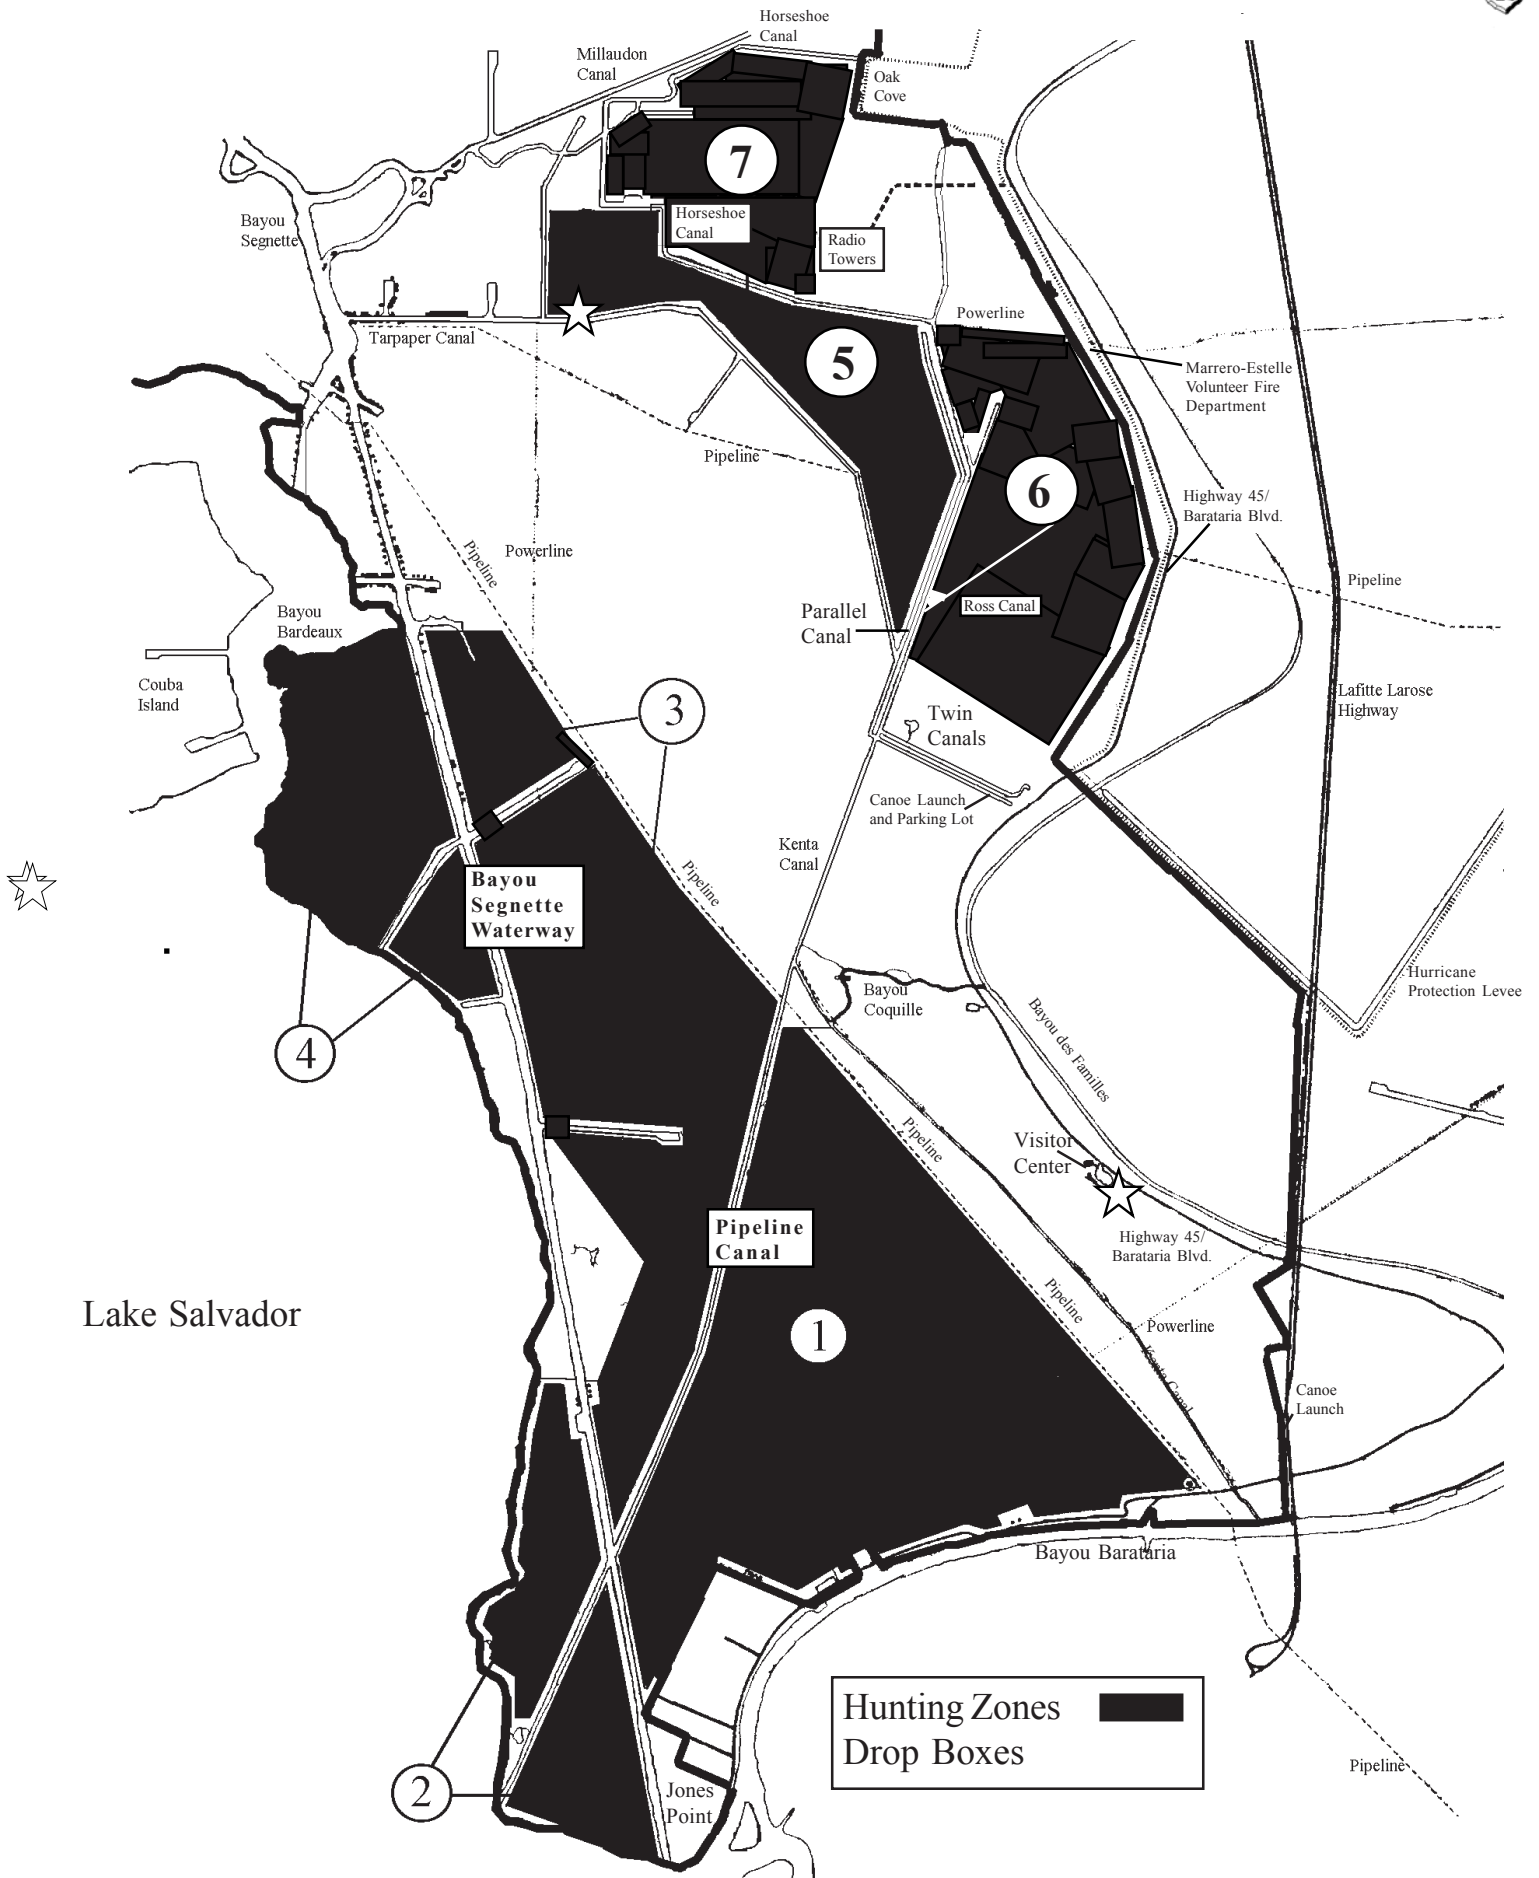 Horseshoe
Canal
Millaudon
Canal
Oak
Cove
7
Bayou
Segnette
Horseshoe
Canal
Radio
Towers
Powerline
Tarpaper Canal
5
Marrero-Estelle
Volunteer Fire
Department
Pipeline
6
Highway 45/
Barataria Blvd.
Pipeline
Powerline
Pipeline
Bayou
Bardeaux
Parallel
Canal
Ross Canal
Couba
Island
3
Lafitte Larose
Highway
Twin
Canals
Canoe Launch
and Parking Lot
Kenta
Canal
Bayou
Segnette
Waterway
Pipeline
Bayou
Coquille
Hurricane
Protection Levee
4
Bayou des Familles
Pipeline
Visitor
Center
Pipeline
Canal
Highway 45/
Barataria Blvd.
Lake Salvador
1
Pipeline
Powerline
Kenta Canal
Canoe
Launch
Bayou Barataria
Hunting Zones
Drop Boxes
2
Jones
Point
Pipeline